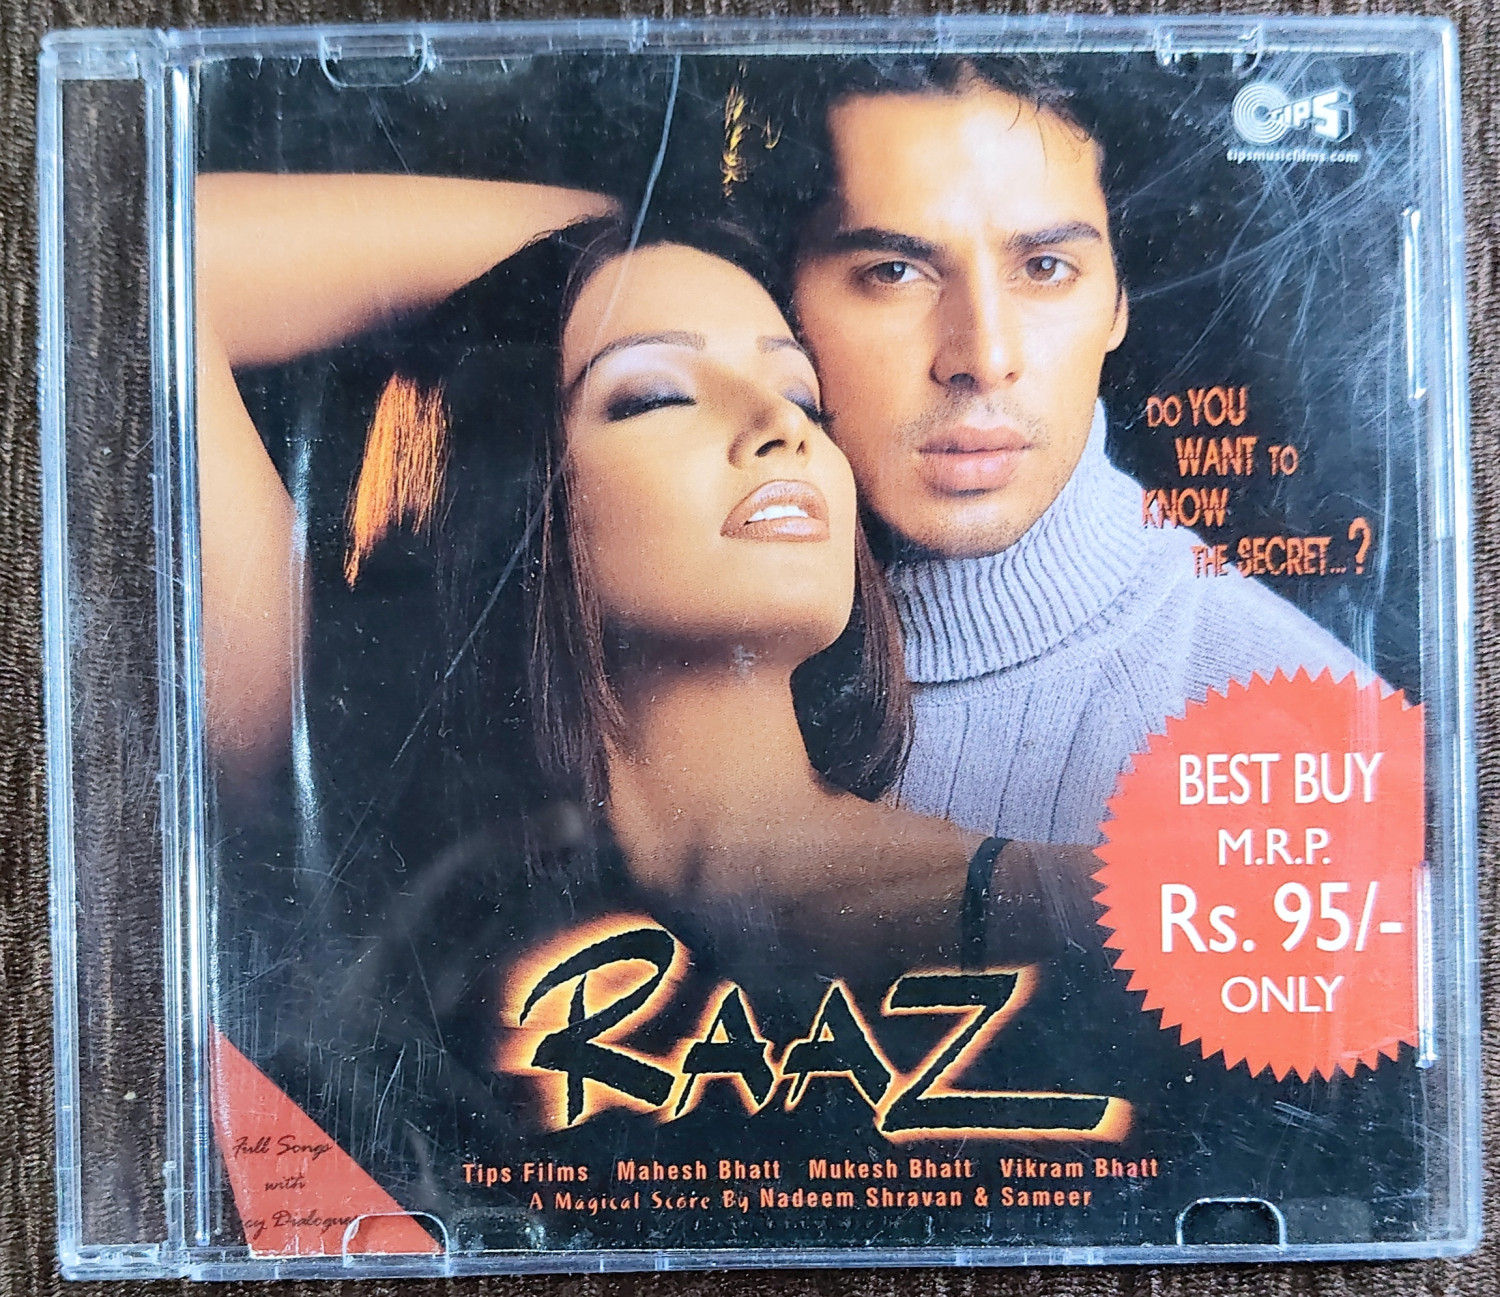 TIPS
tipsmusicfilms.com
DO YOU
WANT TO
KNOW
THE SECRET...?
BEST BUY
M.R.P.
Rs. 95/-
ONLY
RAAZ
Full Songs
with
Dialogues
Tips Films Mahesh Bhatt Mukesh Bhatt Vikram Bhatt
A Magical Score By Nadeem Shravan & Sameer